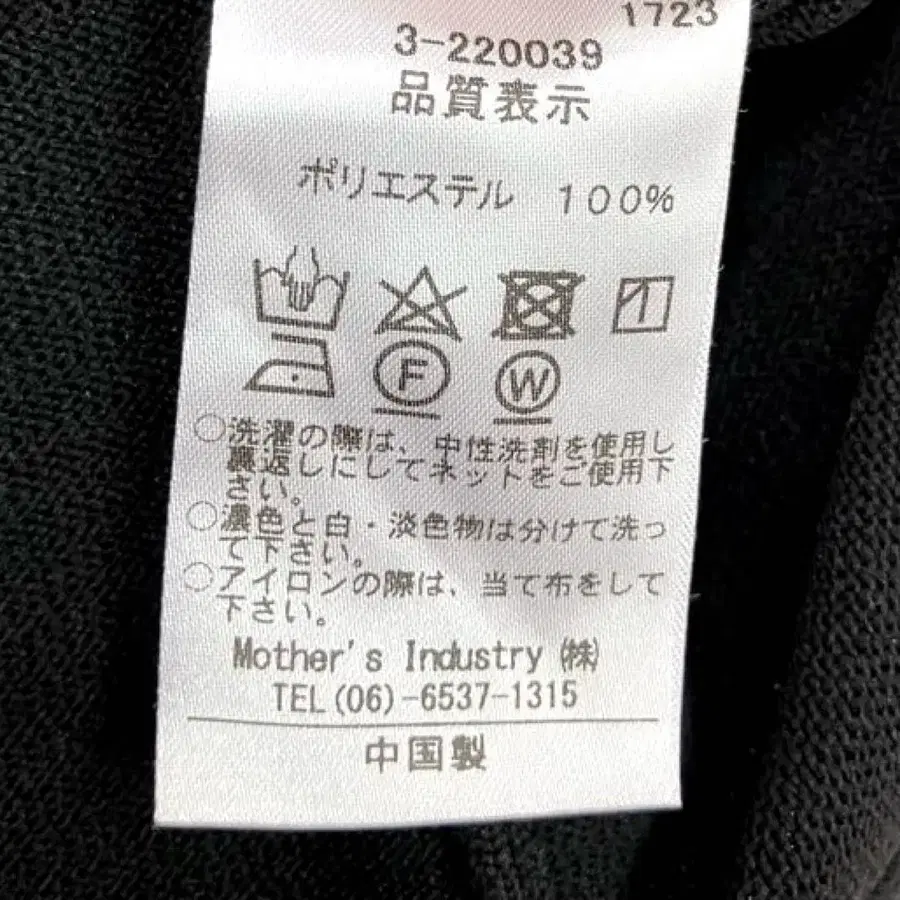 1723
3-220039
品質表示
ポリエステル 100%
F W
○洗濯の際は、中性洗剤を使用し
裏返しにしてネットをご使用下
さい。
○濃色と白・淡色物は分けて洗っ
て下さい。
○アイロンの際は、当て布をして
下さい。
Mother's Industry ㈱
TEL(06)-6537-1315
中国製